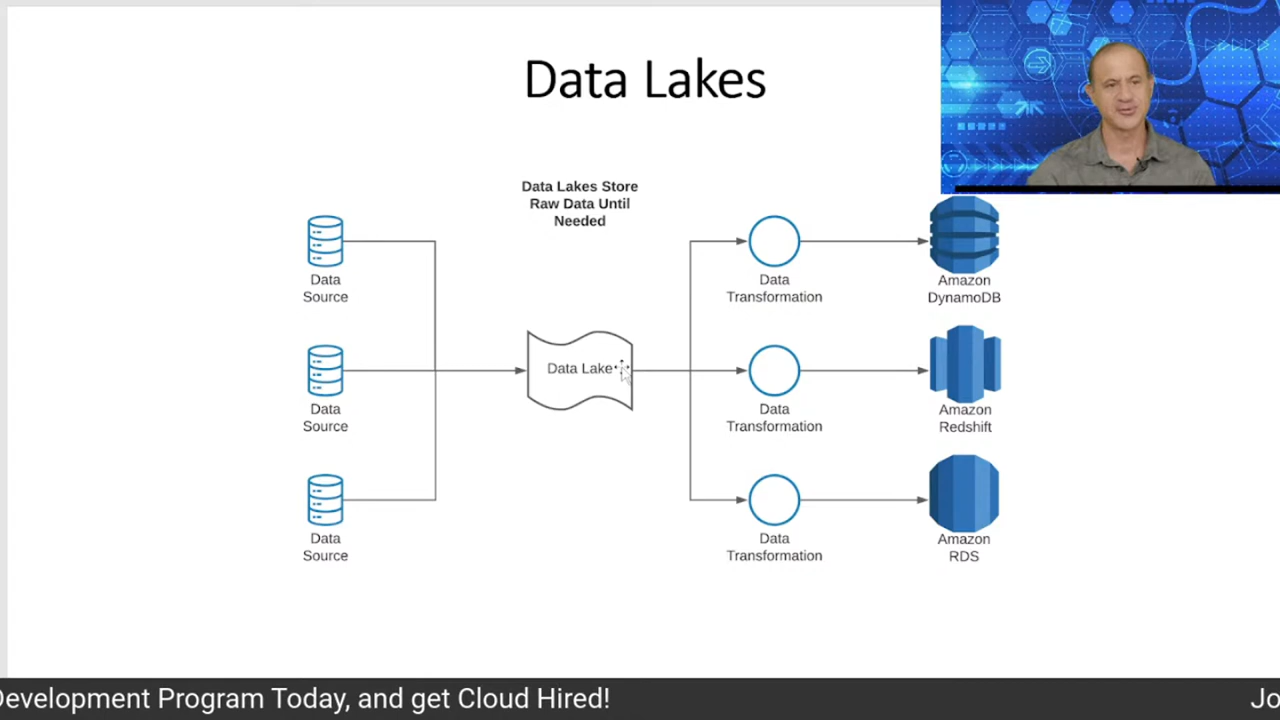 Data Lakes
Data Lakes Store
Raw Data Until
Needed
Data
Source
Data
Transformation
Amazon
DynamoDB
Data
Source
Data Lake
Data
Transformation
Amazon
Redshift
Data
Source
Data
Transformation
Amazon
RDS
Development Program Today, and get Cloud Hired!
Jo